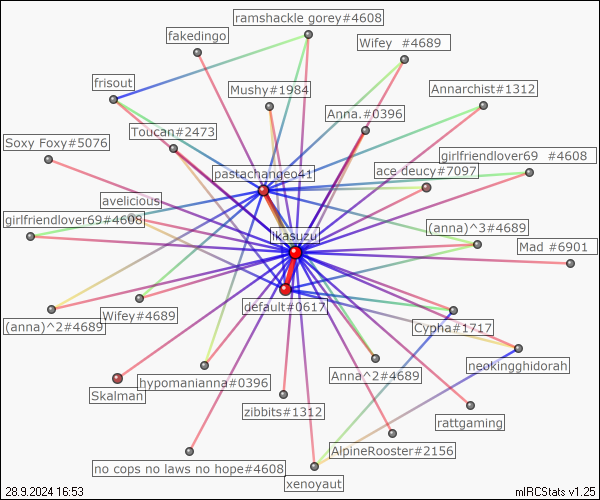 ramshackle gorey#4608
fakedingo
Wifey #4689
frisout
Mushy#1984
Annarchist#1312
Anna.#0396
Toucan#2473
Soxy Foxy#5076
girlfriendlover69 #4608
pastachangeo41
ace deucy#7097
avelicious
girlfriendlover69#4608
(anna)^3#4689
ikasuzu
Mad #6901
default#0617
Wifey#4689
(anna)^2#4689
Cypha#1717
neokingghidorah
Anna^2#4689
hypomanianna#0396
Skalman
zibbits#1312
rattgaming
AlpineRooster#2156
no cops no laws no hope#4608
xenoyaut
28.9.2024 16:53
mIRCStats v1.25